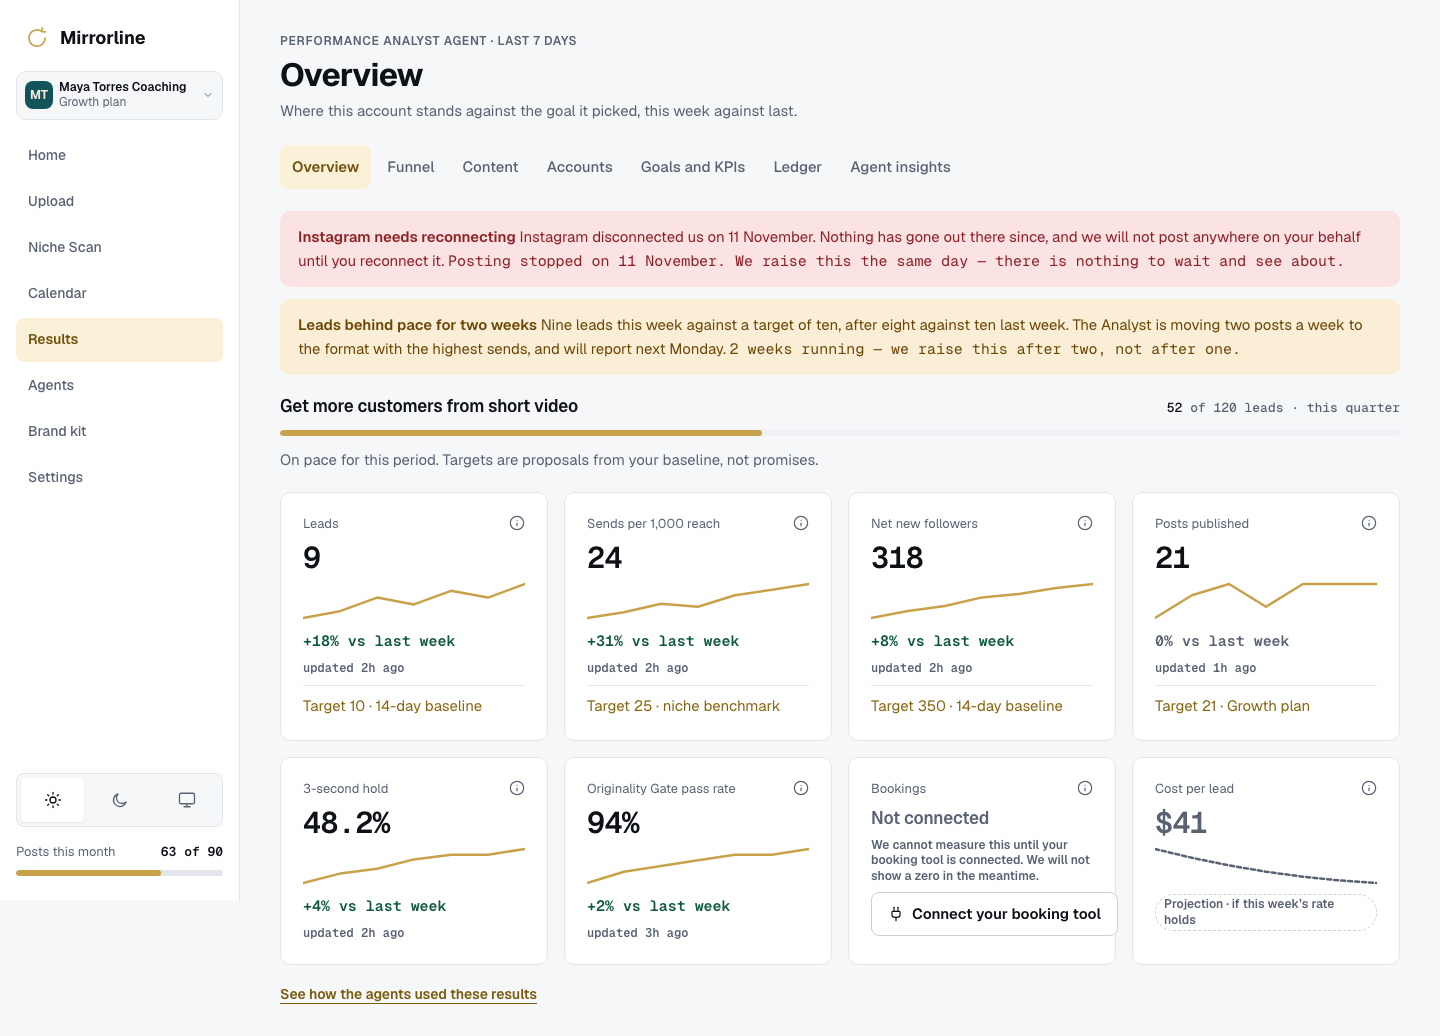 Mirrorline
MT
Maya Torres Coaching
Growth plan
Home
Upload
Niche Scan
Calendar
Results
Agents
Brand kit
Settings
Posts this month 63 of 90
PERFORMANCE ANALYST AGENT · LAST 7 DAYS
Overview
Where this account stands against the goal it picked, this week against last.
Overview Funnel Content Accounts Goals and KPIs Ledger Agent insights
Instagram needs reconnecting Instagram disconnected us on 11 November. Nothing has gone out there since, and we will not post anywhere on your behalf
until you reconnect it. Posting stopped on 11 November. We raise this the same day — there is nothing to wait and see about.
Leads behind pace for two weeks Nine leads this week against a target of ten, after eight against ten last week. The Analyst is moving two posts a week to
the format with the highest sends, and will report next Monday. 2 weeks running — we raise this after two, not after one.
Get more customers from short video
52 of 120 leads · this quarter
On pace for this period. Targets are proposals from your baseline, not promises.
Leads
9
+18% vs last week
updated 2h ago
Target 10 · 14-day baseline
Sends per 1,000 reach
24
+31% vs last week
updated 2h ago
Target 25 · niche benchmark
Net new followers
318
+8% vs last week
updated 2h ago
Target 350 · 14-day baseline
Posts published
21
0% vs last week
updated 1h ago
Target 21 · Growth plan
3-second hold
48.2%
+4% vs last week
updated 2h ago
Originality Gate pass rate
94%
+2% vs last week
updated 3h ago
Bookings
Not connected
We cannot measure this until your
booking tool is connected. We will not
show a zero in the meantime.
Connect your booking tool
Cost per lead
$41
Projection · if this week's rate
holds
See how the agents used these results